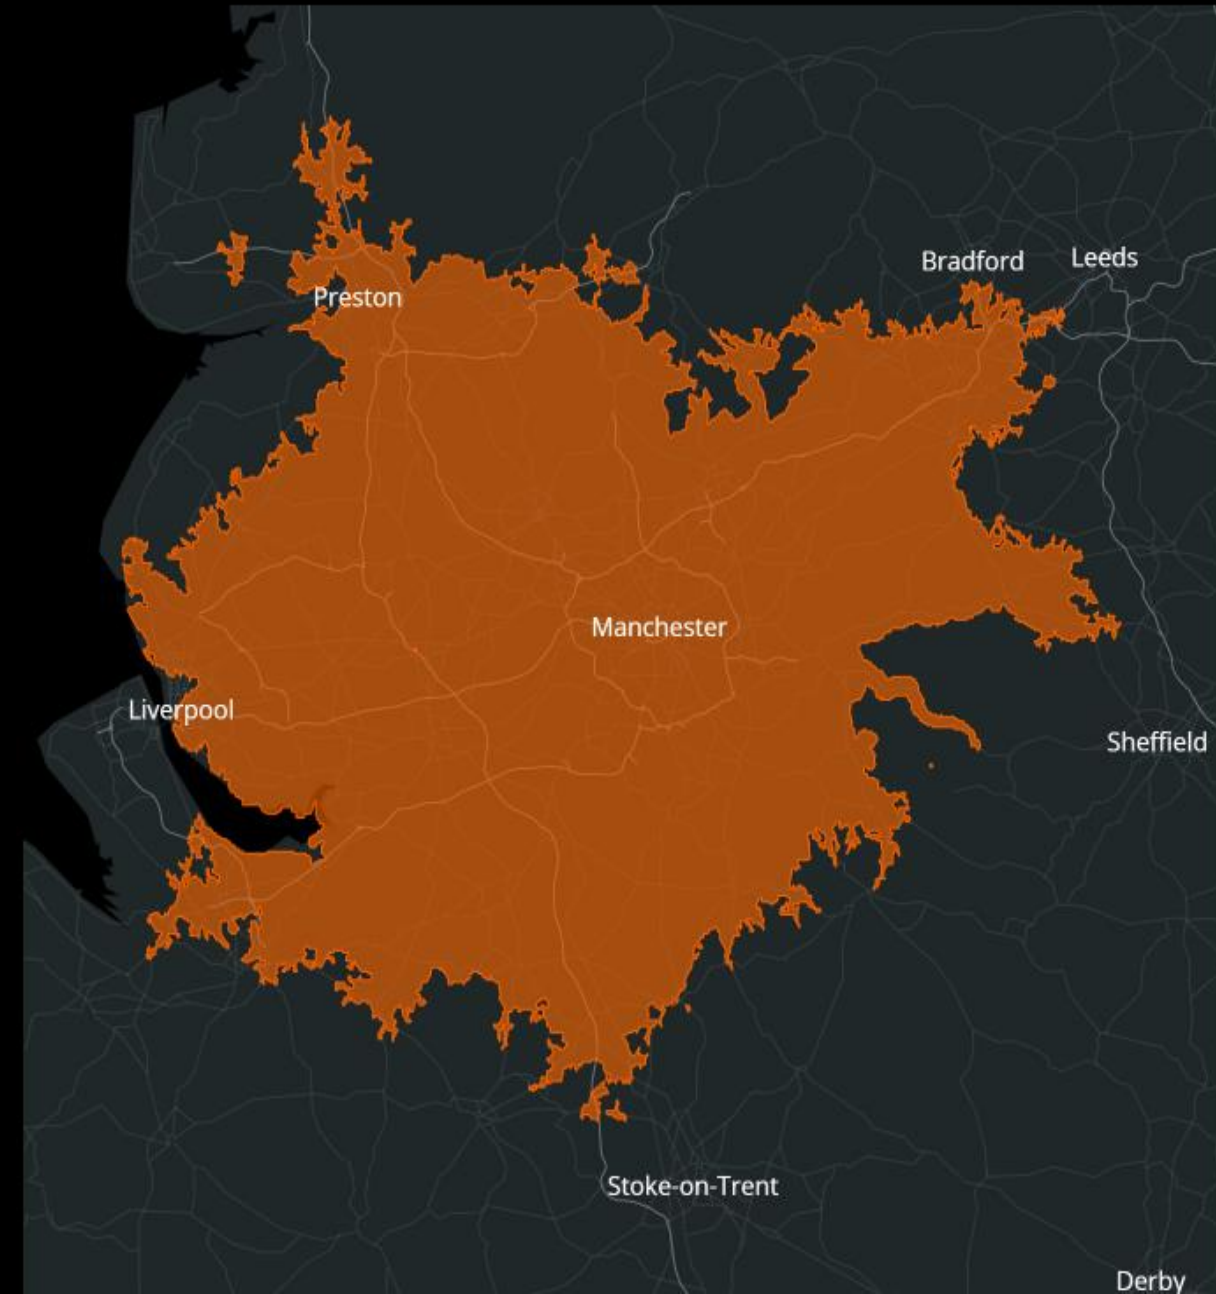 Bradford
Leeds
Preston
Manchester
Liverpool
Sheffield
Stoke-on-Trent
Derby